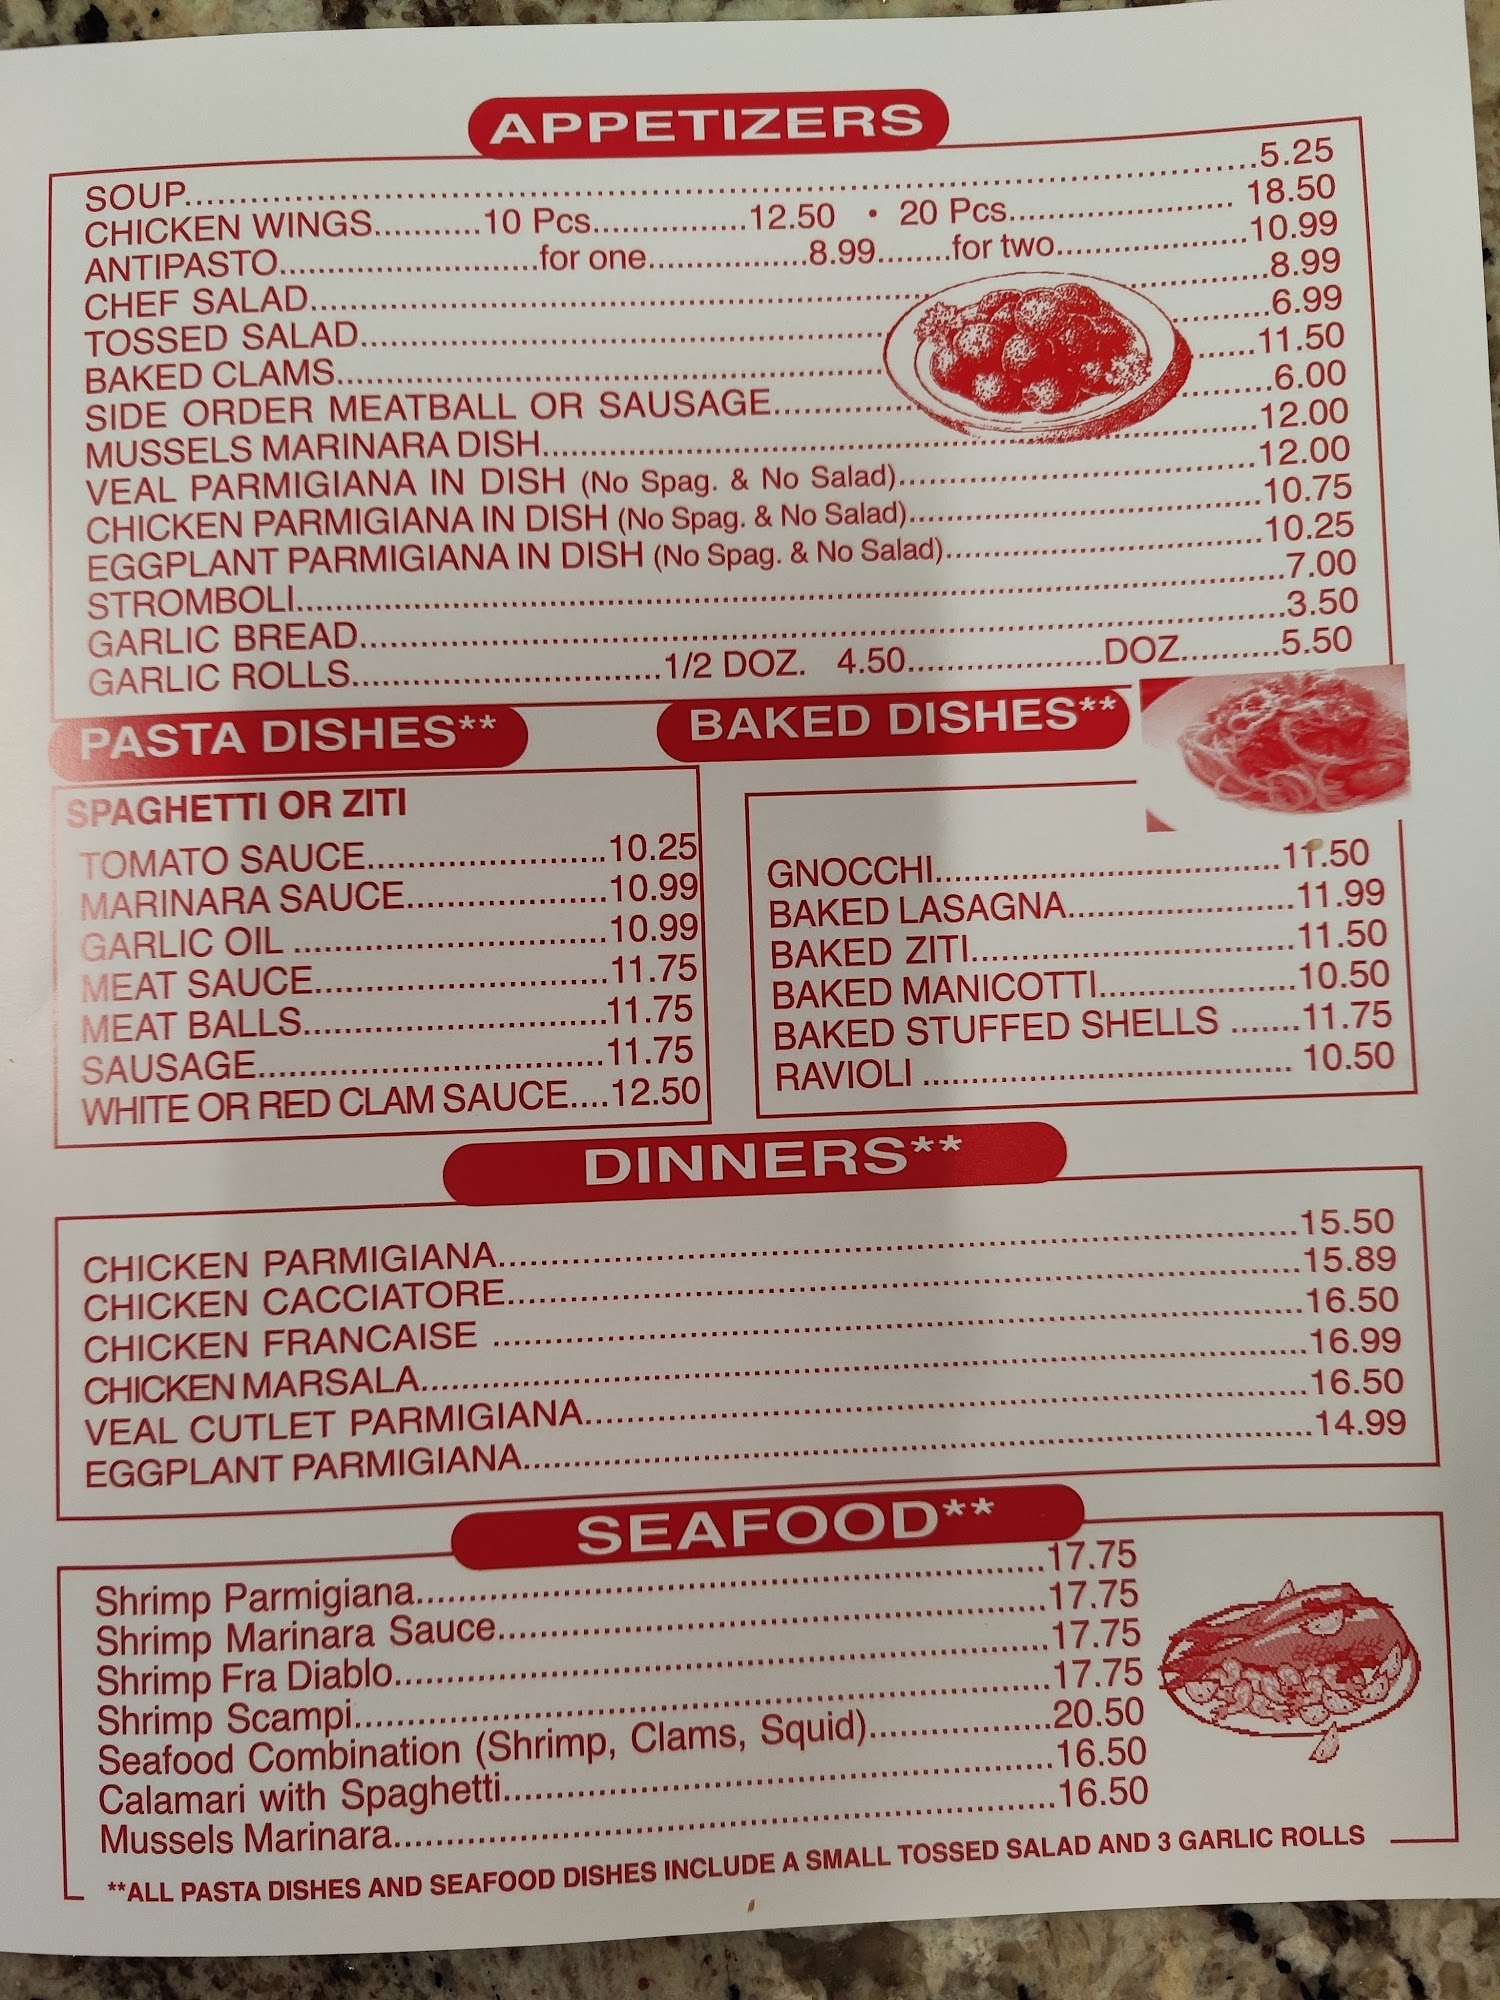 APPETIZERS
SOUP 5.25
CHICKEN WINGS 10 Pcs. 12.50 • 20 Pcs. 18.50
ANTIPASTO for one 8.99 for two 10.99
CHEF SALAD 8.99
TOSSED SALAD 6.99
BAKED CLAMS 11.50
SIDE ORDER MEATBALL OR SAUSAGE 6.00
MUSSELS MARINARA DISH 12.00
VEAL PARMIGIANA IN DISH (No Spag. & No Salad) 12.00
CHICKEN PARMIGIANA IN DISH (No Spag. & No Salad) 10.75
EGGPLANT PARMIGIANA IN DISH (No Spag. & No Salad) 10.25
STROMBOLI 7.00
GARLIC BREAD 3.50
GARLIC ROLLS 1/2 DOZ. 4.50 DOZ 5.50
PASTA DISHES**
SPAGHETTI OR ZITI
TOMATO SAUCE 10.25
MARINARA SAUCE 10.99
GARLIC OIL 10.99
MEAT SAUCE 11.75
MEAT BALLS 11.75
SAUSAGE 11.75
WHITE OR RED CLAM SAUCE 12.50
BAKED DISHES**
GNOCCHI 11.50
BAKED LASAGNA 11.99
BAKED ZITI 11.50
BAKED MANICOTTI 10.50
BAKED STUFFED SHELLS 11.75
RAVIOLI 10.50
DINNERS**
CHICKEN PARMIGIANA 15.50
CHICKEN CACCIATORE 15.89
CHICKEN FRANCAISE 16.50
CHICKEN MARSALA 16.99
VEAL CUTLET PARMIGIANA 16.50
EGGPLANT PARMIGIANA 14.99
SEAFOOD**
Shrimp Parmigiana 17.75
Shrimp Marinara Sauce 17.75
Shrimp Fra Diablo 17.75
Shrimp Scampi 17.75
Seafood Combination (Shrimp, Clams, Squid) 20.50
Calamari with Spaghetti 16.50
Mussels Marinara 16.50
**ALL PASTA DISHES AND SEAFOOD DISHES INCLUDE A SMALL TOSSED SALAD AND 3 GARLIC ROLLS